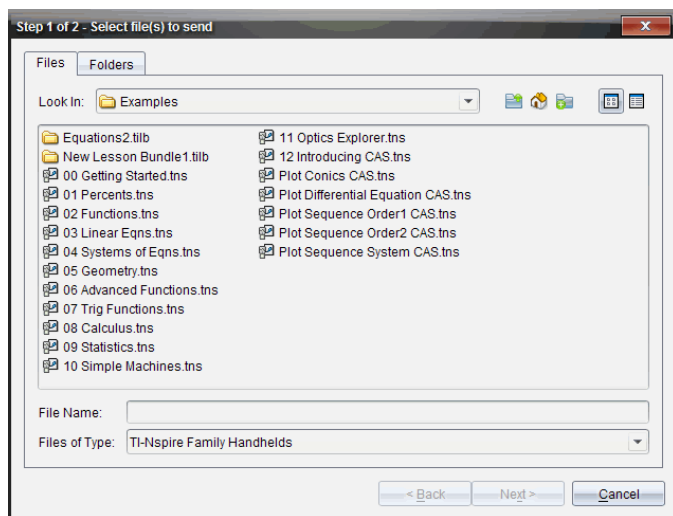 Step 1 of 2 - Select file(s) to send
Files
Folders
Look In:
Examples
Equations2.tilb
New Lesson Bundle1.tilb
00 Getting Started.tns
01 Percents.tns
02 Functions.tns
03 Linear Eqns.tns
04 Systems of Eqns.tns
05 Geometry.tns
06 Advanced Functions.tns
07 Trig Functions.tns
08 Calculus.tns
09 Statistics.tns
10 Simple Machines.tns
11 Optics Explorer.tns
12 Introducing CAS.tns
Plot Conics CAS.tns
Plot Differential Equation CAS.tns
Plot Sequence Order1 CAS.tns
Plot Sequence Order2 CAS.tns
Plot Sequence System CAS.tns
File Name:
Files of Type:
TI-Nspire Family Handhelds
< Back
Next >
Cancel